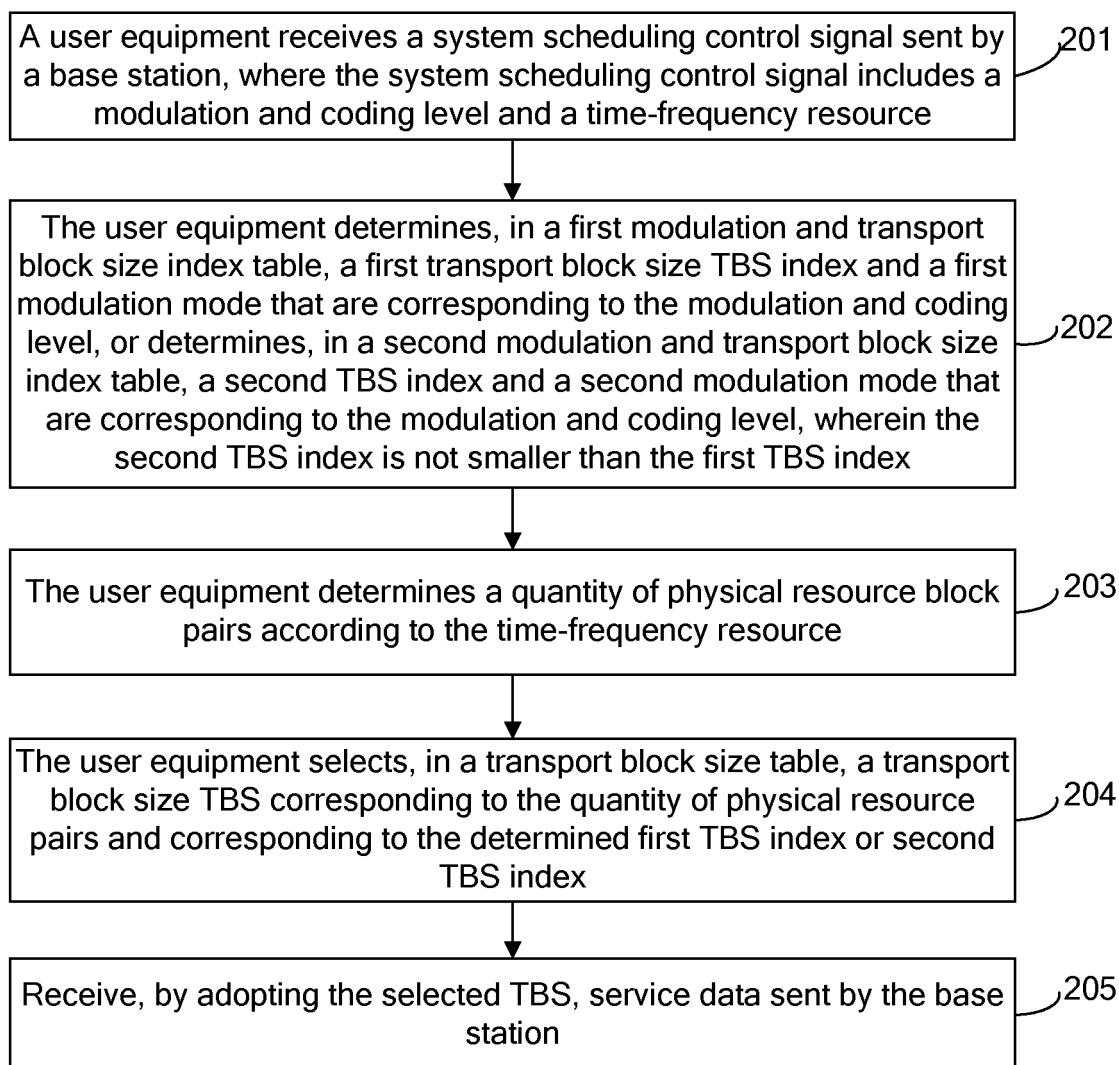 A user equipment receives a system scheduling control signal sent by
a base station, where the system scheduling control signal includes a
modulation and coding level and a time-frequency resource
201
The user equipment determines, in a first modulation and transport
block size index table, a first transport block size TBS index and a first
modulation mode that are corresponding to the modulation and coding
level, or determines, in a second modulation and transport block size
index table, a second TBS index and a second modulation mode that
are corresponding to the modulation and coding level, wherein the
second TBS index is not smaller than the first TBS index
202
The user equipment determines a quantity of physical resource block
pairs according to the time-frequency resource
203
The user equipment selects, in a transport block size table, a transport
block size TBS corresponding to the quantity of physical resource
pairs and corresponding to the determined first TBS index or second
TBS index
204
Receive, by adopting the selected TBS, service data sent by the base
station
205